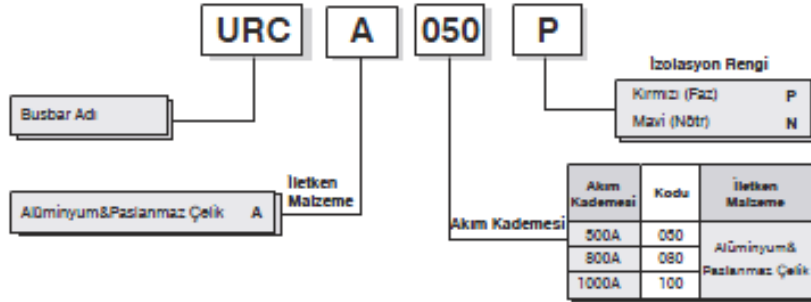 URC A 050 P
İzolasyon Rengi
Kırmızı (Faz) P
Mavi (Nötr) N
Busbar Adı
İletken
Malzeme
Alüminyum&Paslanmaz Çelik A
Akım Kademesi
Akım
Kademesi
Kodu
İletken
Malzeme
500A 050
800A 080
1000A 100
Alüminyum&
Paslanmaz Çelik